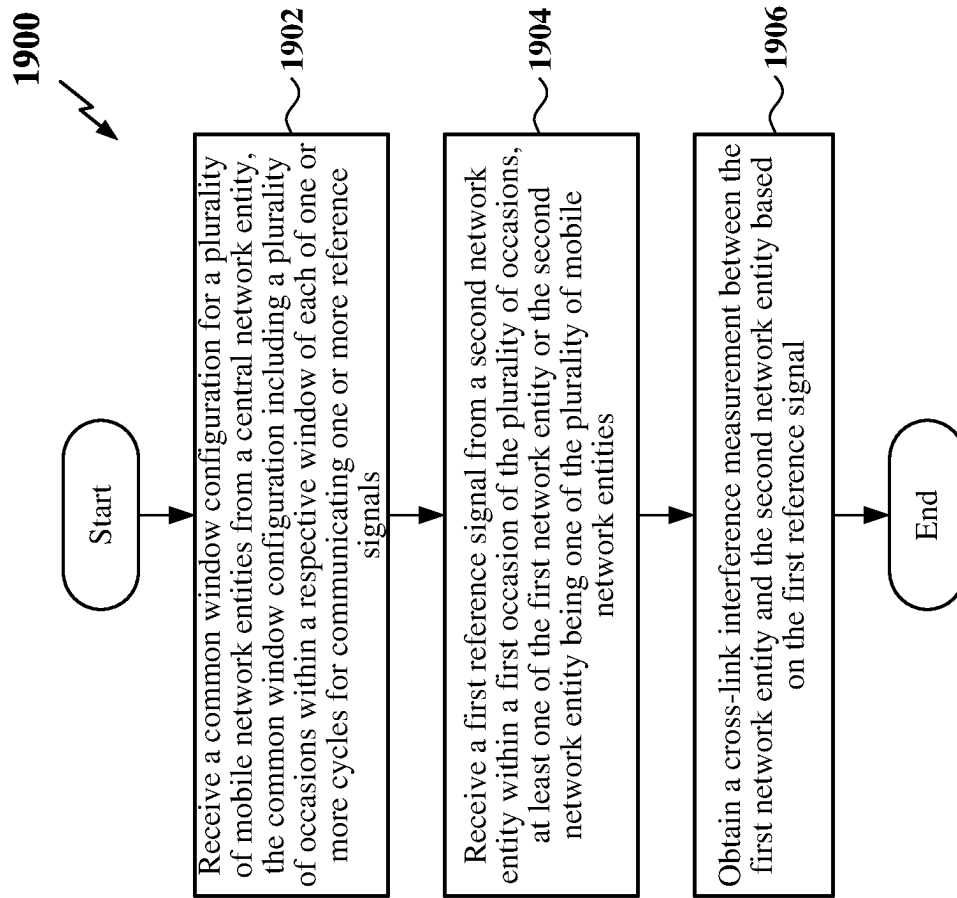 1900
Start
Receive a common window configuration for a plurality
of mobile network entities from a central network entity,
the common window configuration including a plurality
of occasions within a respective window of each of one or
more cycles for communicating one or more reference
signals
1902
Receive a first reference signal from a second network
entity within a first occasion of the plurality of occasions,
at least one of the first network entity or the second
network entity being one of the plurality of mobile
network entities
1904
Obtain a cross-link interference measurement between the
first network entity and the second network entity based
on the first reference signal
1906
End